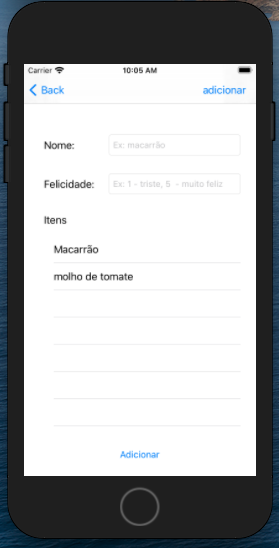 Carrier 10:05 AM
Back adicionar
Nome: Ex: macarrão
Felicidade: Ex: 1 - triste, 5 - muito feliz
Itens
Macarrão
molho de tomate
Adicionar